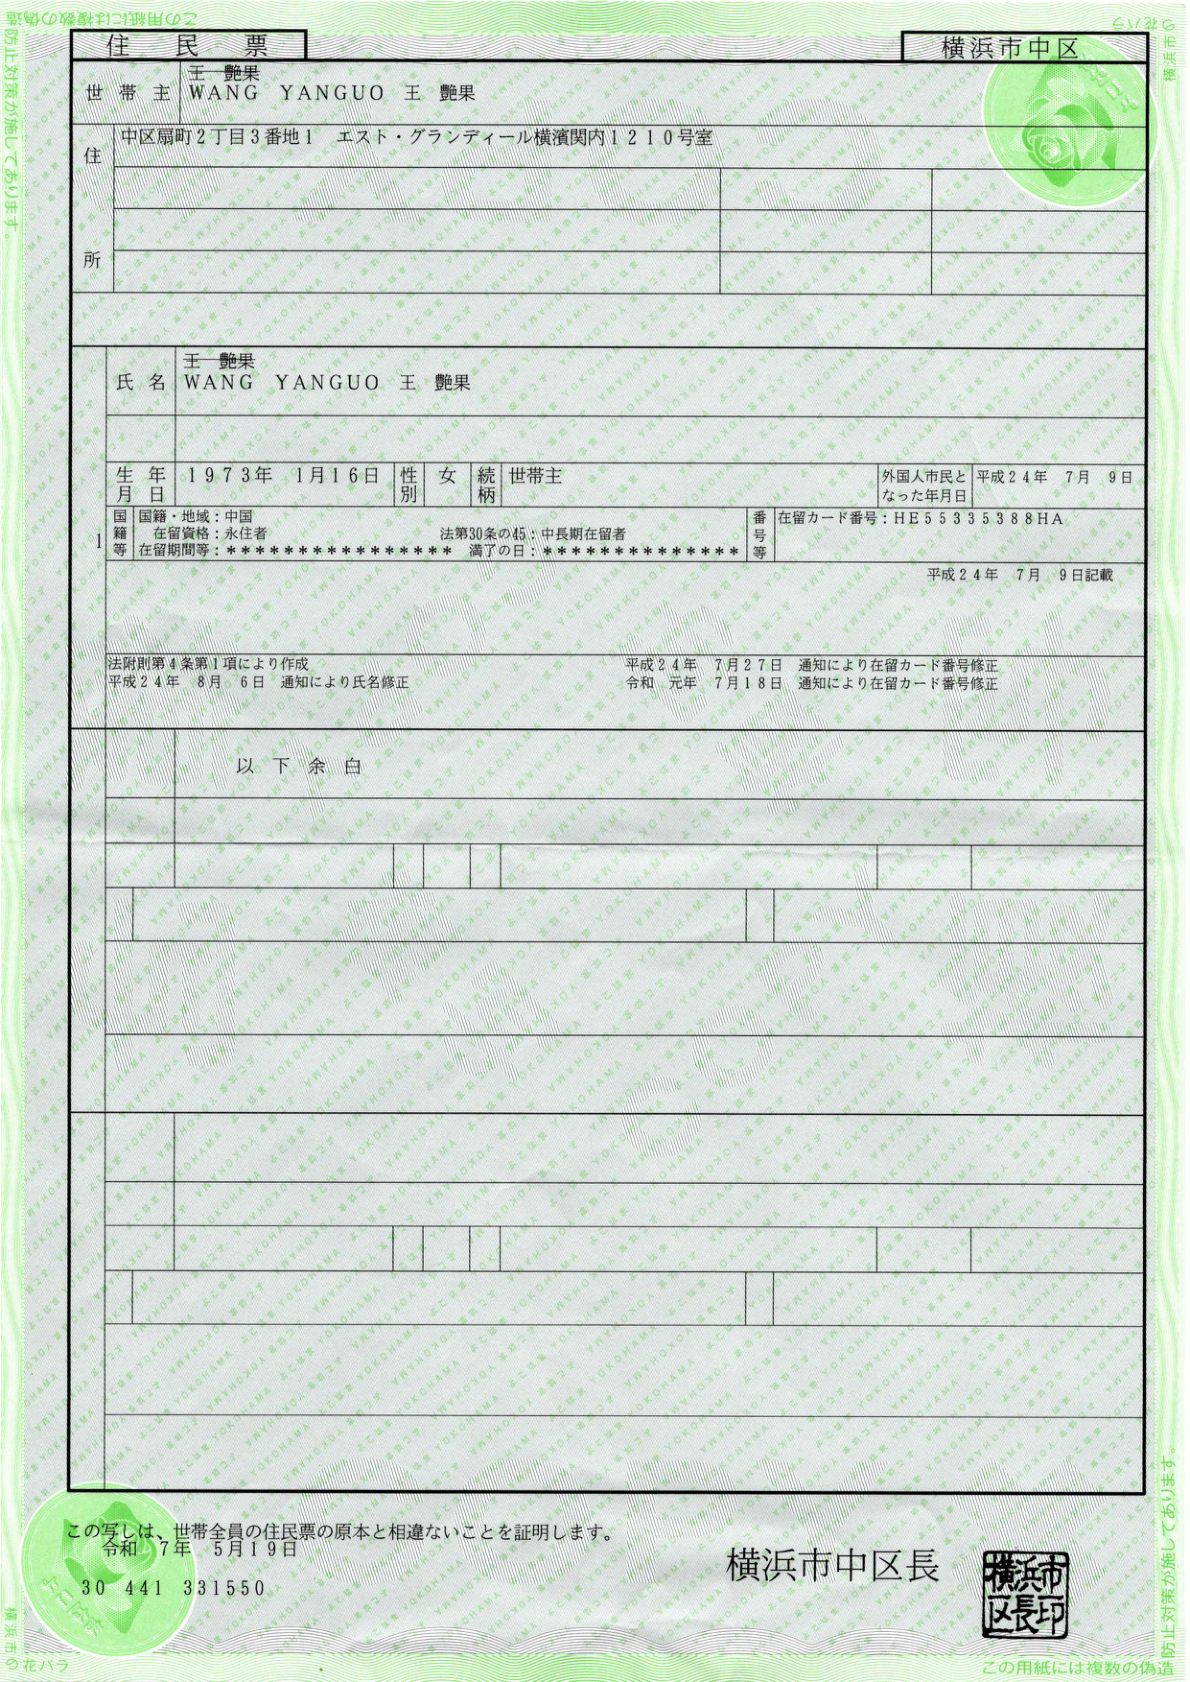 この用紙には複数の偽造
防止対策が施してあります。
横浜市の花バラ
住民票
横浜市中区
王 艶果
世帯主 WANG YANGUO 王 艶果
住所
中区扇町2丁目3番地1 エスト・グランディール横濱関内1210号室
王 艶果
氏名 WANG YANGUO 王 艶果
生年月日 1973年 1月16日 性別 女 続柄 世帯主 外国人市民となった年月日 平成24年 7月 9日
1
国籍等
国籍・地域：中国
在留資格：永住者 法第30条の45：中長期在留者
在留期間等：**************** 満了の日：**************
番号等 在留カード番号：HE55335388HA
平成24年 7月 9日記載
法附則第4条第1項により作成 平成24年 7月27日 通知により在留カード番号修正
平成24年 8月 6日 通知により氏名修正 令和 元年 7月18日 通知により在留カード番号修正
以下余白
この写しは、世帯全員の住民票の原本と相違ないことを証明します。
令和 7年 5月19日
横浜市中区長
横浜市区長印
30 441 331550
横浜市の花バラ
この用紙には複数の偽造
防止対策が施してあります。